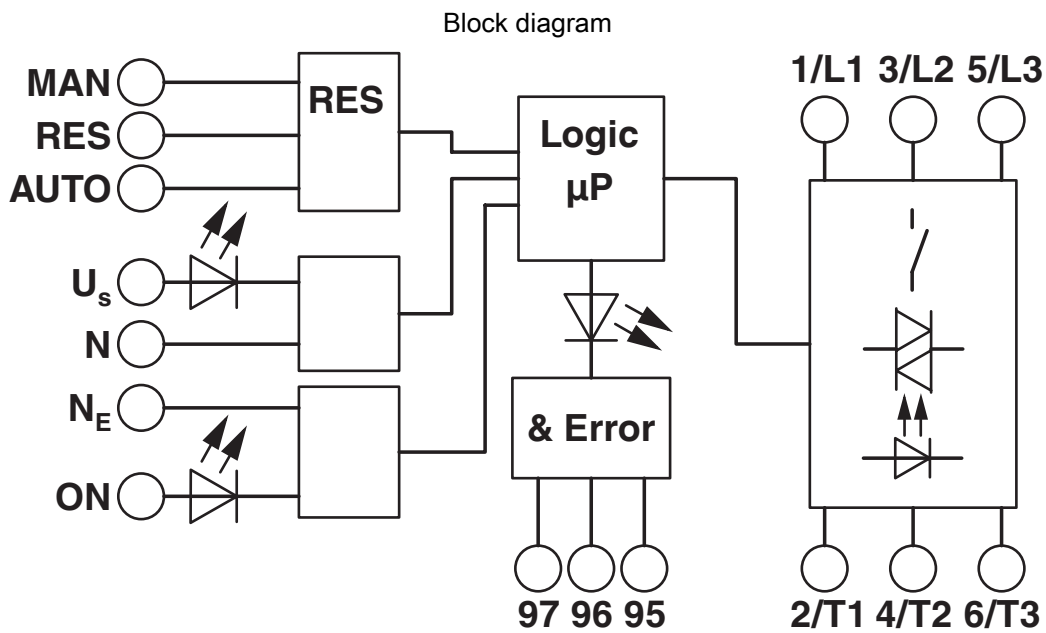 Block diagram
MAN
RES
AUTO
Us
N
NE
ON
RES
Logic
µP
& Error
97 96 95
1/L1 3/L2 5/L3
2/T1 4/T2 6/T3